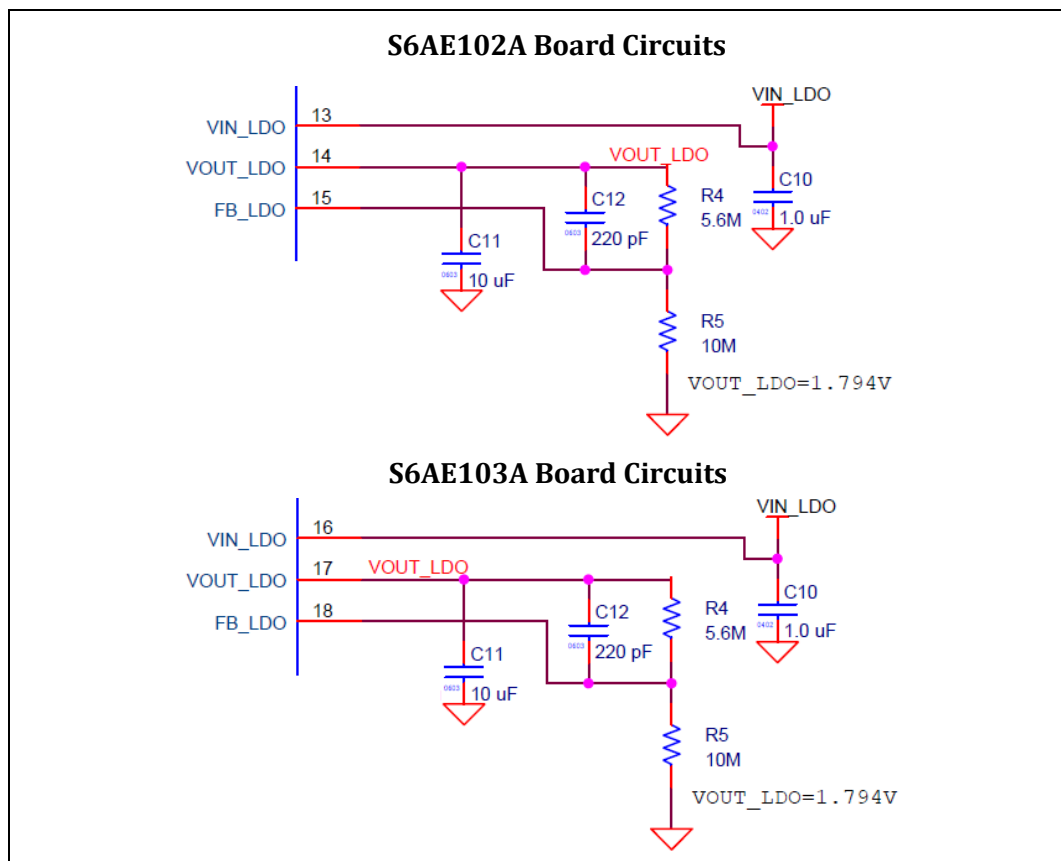 S6AE102A Board Circuits
VIN_LDO
13
VIN_LDO
VOUT_LDO
14
VOUT_LDO
C10
FB_LDO
15
C12
R4
0402
1.0 uF
0603
220 pF
5.6M
C11
0603
10 uF
R5
10M
VOUT_LDO=1.794V
S6AE103A Board Circuits
VIN_LDO
16
VIN_LDO
VOUT_LDO
17
VOUT_LDO
C10
FB_LDO
18
C12
R4
0402
1.0 uF
0603
220 pF
5.6M
C11
0603
10 uF
R5
10M
VOUT_LDO=1.794V